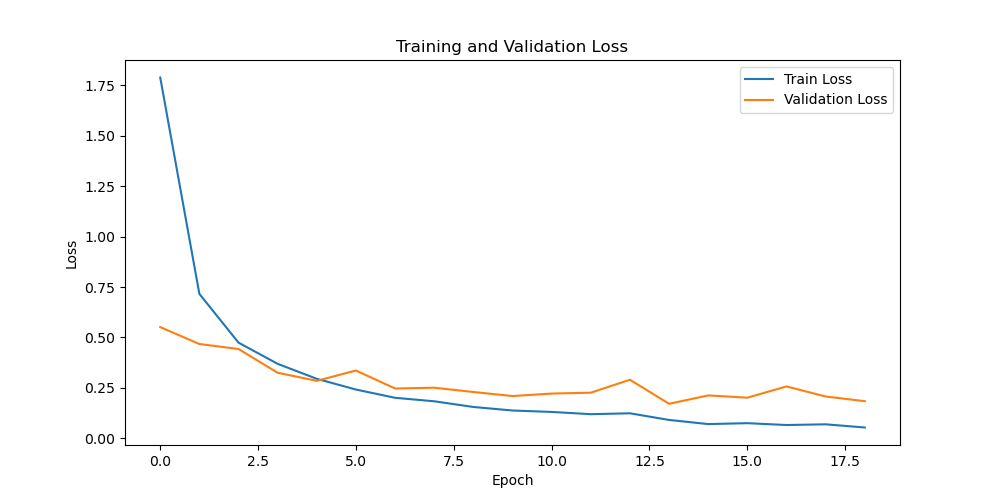 Training and Validation Loss
Train Loss
Validation Loss
1.75
1.50
1.25
1.00
0.75
0.50
0.25
0.00
Loss
0.0 2.5 5.0 7.5 10.0 12.5 15.0 17.5
Epoch